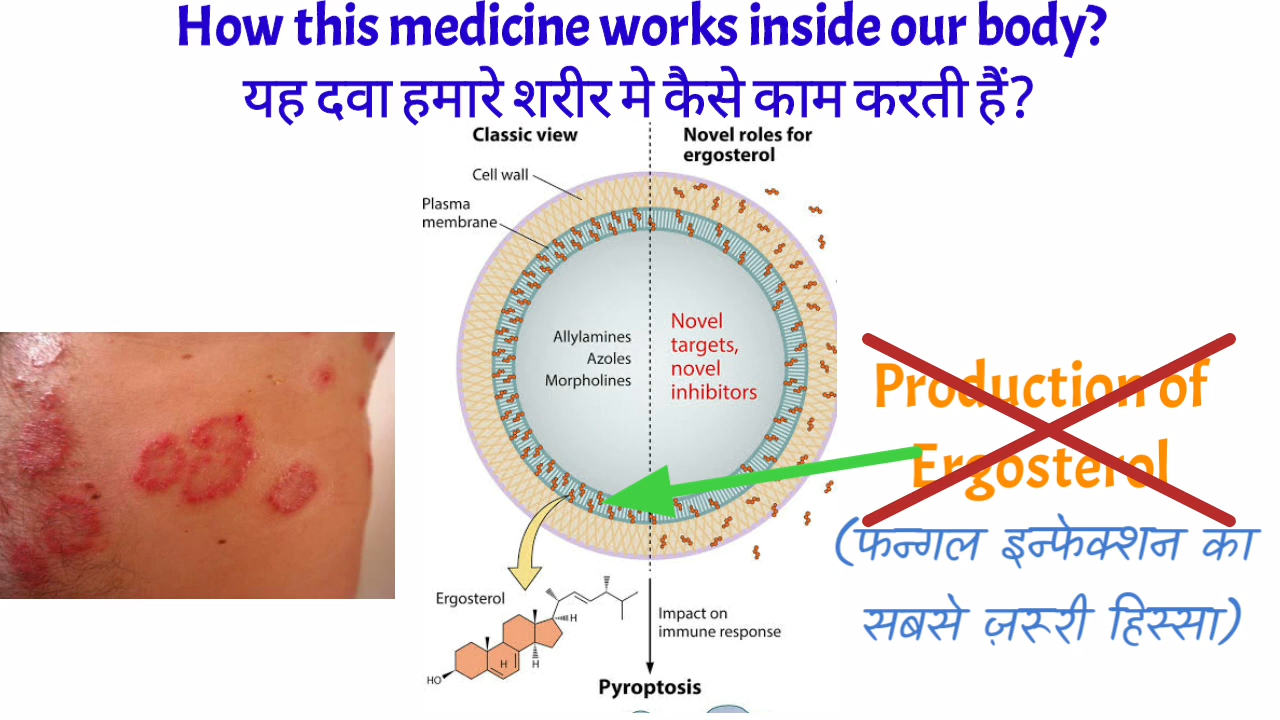 How this medicine works inside our body?
यह दवा हमारे शरीर मे कैसे काम करती हैं?
Classic view
Novel roles for
ergosterol
Cell wall
Plasma
membrane
Allylamines
Azoles
Morpholines
Novel
targets,
novel
inhibitors
Production of
Ergosterol
(फन्गल इन्फेक्शन का
सबसे ज़रूरी हिस्सा)
Ergosterol
H
H
H
HO
Impact on
immune response
Pyroptosis